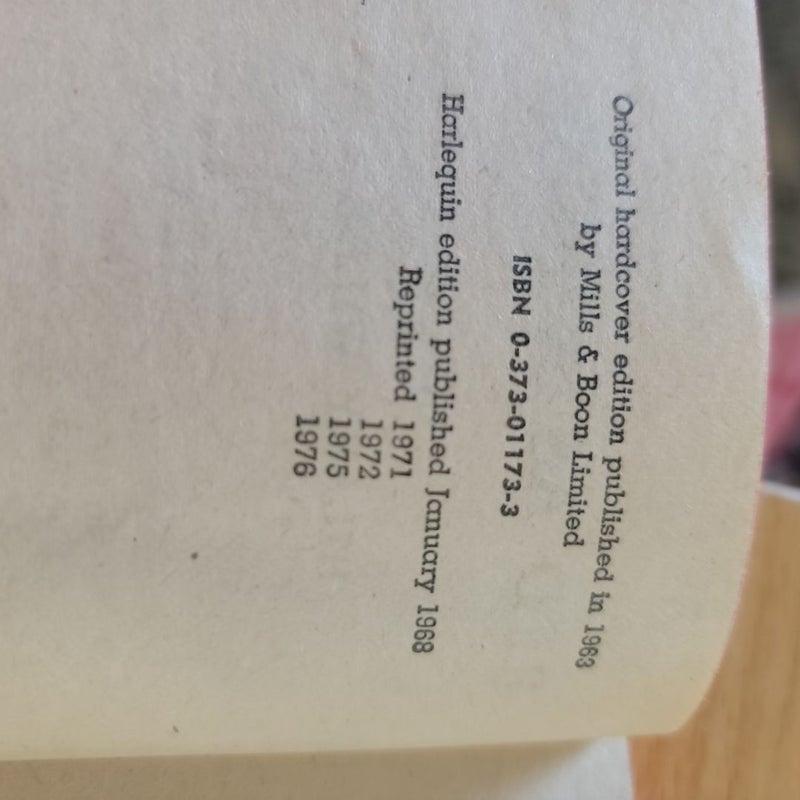 Original hardcover edition published in 1963
by Mills & Boon Limited
ISBN 0-373-01173-3
Harlequin edition published January 1968
Reprinted 1971
1972
1975
1976